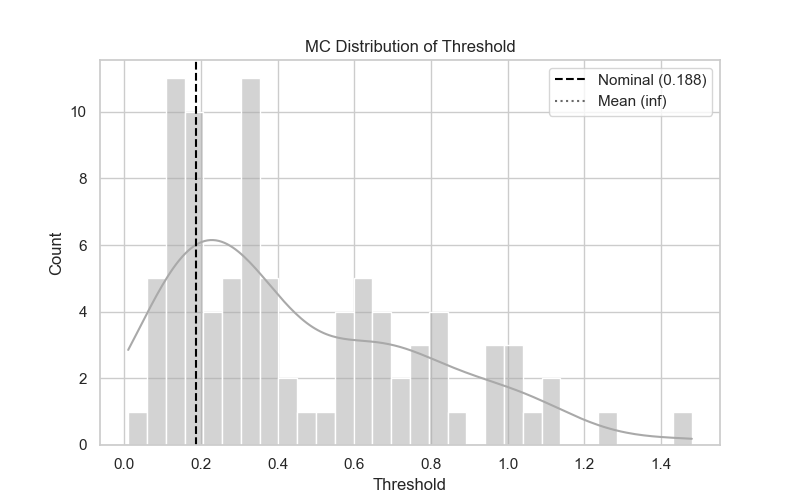 MC Distribution of Threshold
Nominal (0.188)
Mean (inf)
Count
10
8
6
4
2
0
0.0 0.2 0.4 0.6 0.8 1.0 1.2 1.4
Threshold